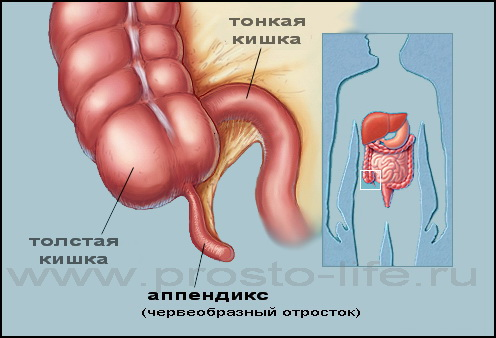 тонкая
кишка
толстая
кишка
www.prosto-life.ru
аппендикс
(червеобразный отросток)